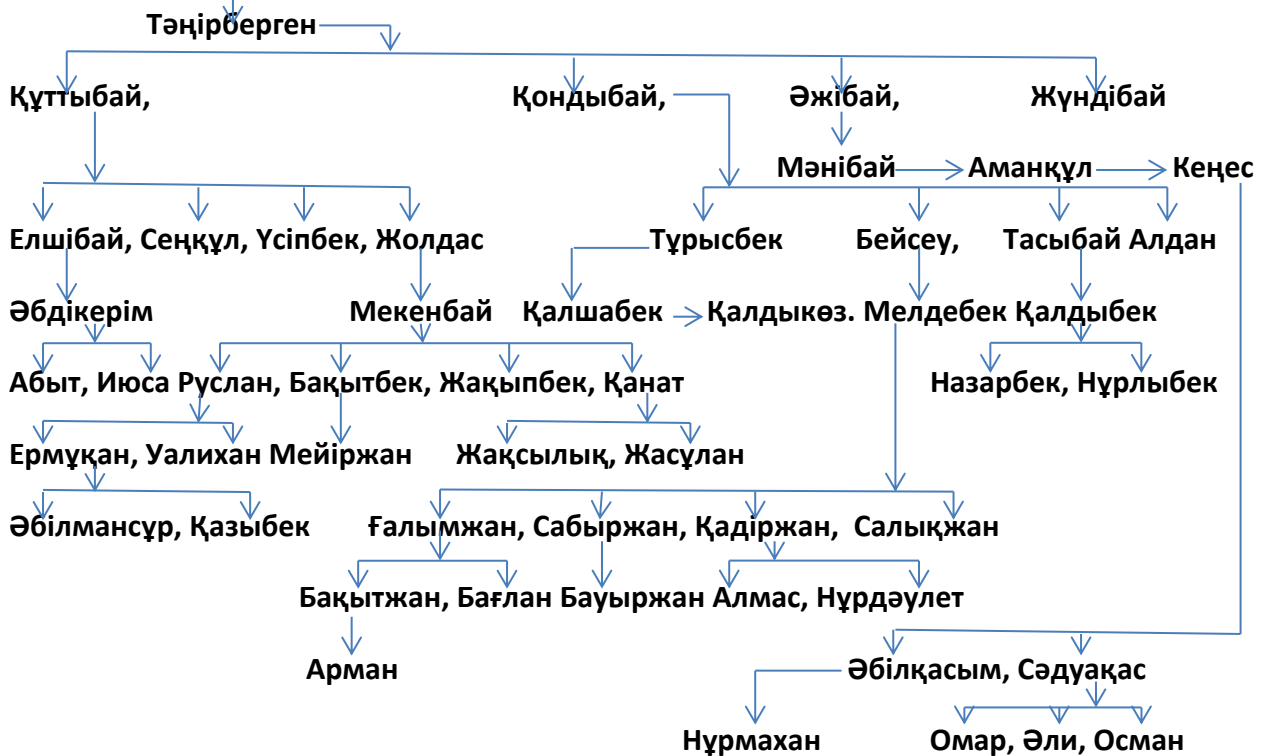 Тәңірберген
Құттыбай, Қондыбай, Әжібай, Жүндібай
Мәнібай Аманқұл Кеңес
Елшібай, Сеңқұл, Үсіпбек, Жолдас Тұрысбек Бейсеу, Тасыбай Алдан
Әбдікерім Мекенбай Қалшабек Қалдыкөз. Мелдебек Қалдыбек
Абыт, Июса Руслан, Бақытбек, Жақыпбек, Қанат Назарбек, Нұрлыбек
Ермұқан, Уалихан Мейіржан Жақсылық, Жасұлан
Әбілмансұр, Қазыбек Ғалымжан, Сабыржан, Қадіржан, Салықжан
Бақытжан, Бағлан Бауыржан Алмас, Нұрдәулет
Арман Әбілқасым, Сәдуақас
Нұрмахан Омар, Әли, Осман